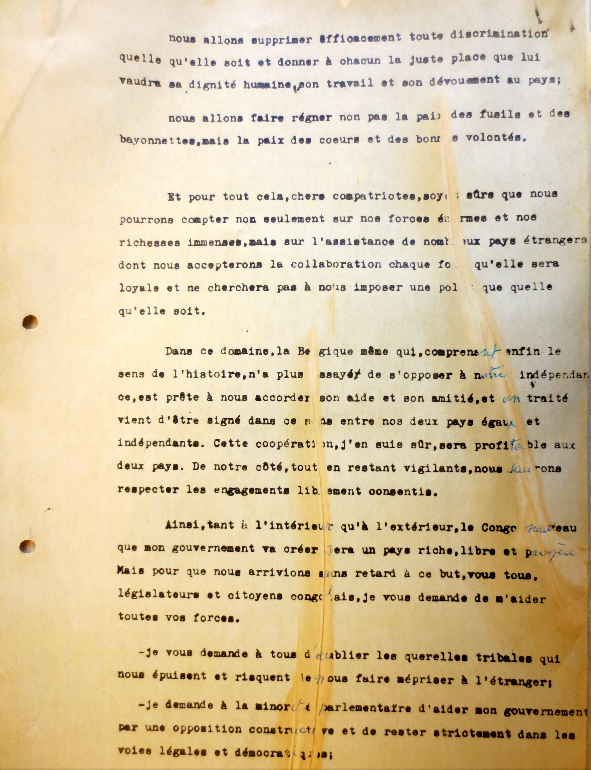 nous allons supprimer efficacement toute discrimination
quelle qu'elle soit et donner à chacun la juste place que lui
vaudra sa dignité humaine,son travail et son dévouement au pays;
nous allons faire régner non pas la paix des fusils et des
bayonnettes,mais la paix des coeurs et des bonnes volontés.
Et pour tout cela,chers compatriotes,soyez sûrs que nous
pourrons compter non seulement sur nos forces énormes et nos
richesses immenses,mais sur l'assistance de nombreux pays étrangers
dont nous accepterons la collaboration chaque fois qu'elle sera
loyale et ne cherchera pas à nous imposer une politique quelle
qu'elle soit.
Dans ce domaine,la Belgique même qui,comprenant enfin le
sens de l'histoire,n'a plus essayé de s'opposer à notre indépendan
ce,est prête à nous accorder son aide et son amitié,et un traité
vient d'être signé dans ce sens entre nos deux pays égaux et
indépendants. Cette coopération,j'en suis sûr,sera profitable aux
deux pays. De notre côté,tout en restant vigilants,nous saurons
respecter les engagements librement consentis.
Ainsi,tant à l'intérieur qu'à l'extérieur,le Congo nouveau
que mon gouvernement va créer sera un pays riche,libre et
Mais pour que nous arrivions sans retard à ce but,vous tous,
législateurs et citoyens congolais,je vous demande de m'aider
toutes vos forces.
-je vous demande à tous d'oublier les querelles tribales qui
nous épuisent et risquent de nous faire mépriser à l'étranger;
-je demande à la minorité parlementaire d'aider mon gouvernement
par une opposition constructive et de rester strictement dans les
voies légales et démocratiques;